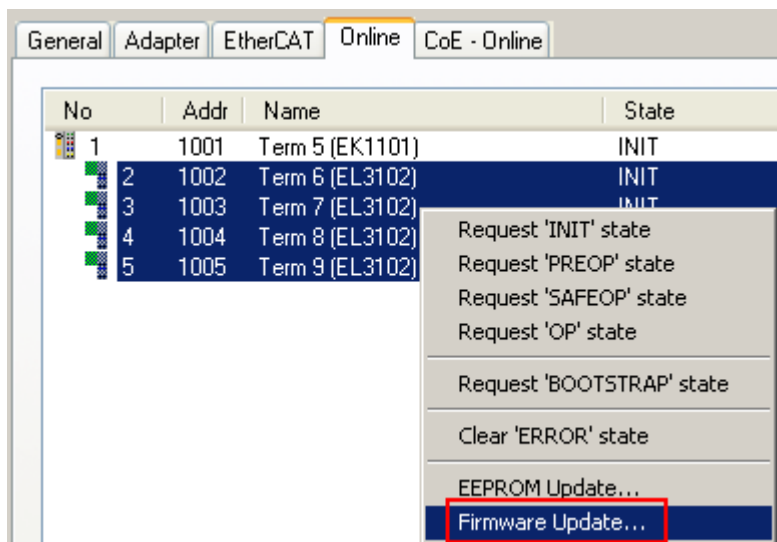 General Adapter EtherCAT Online CoE - Online
No Addr Name State
1 1001 Term 5 (EK1101) INIT
2 1002 Term 6 (EL3102) INIT
3 1003 Term 7 (EL3102) INIT
4 1004 Term 8 (EL3102)
5 1005 Term 9 (EL3102)
Request 'INIT' state
Request 'PREOP' state
Request 'SAFEOP' state
Request 'OP' state
Request 'BOOTSTRAP' state
Clear 'ERROR' state
EEPROM Update...
Firmware Update...